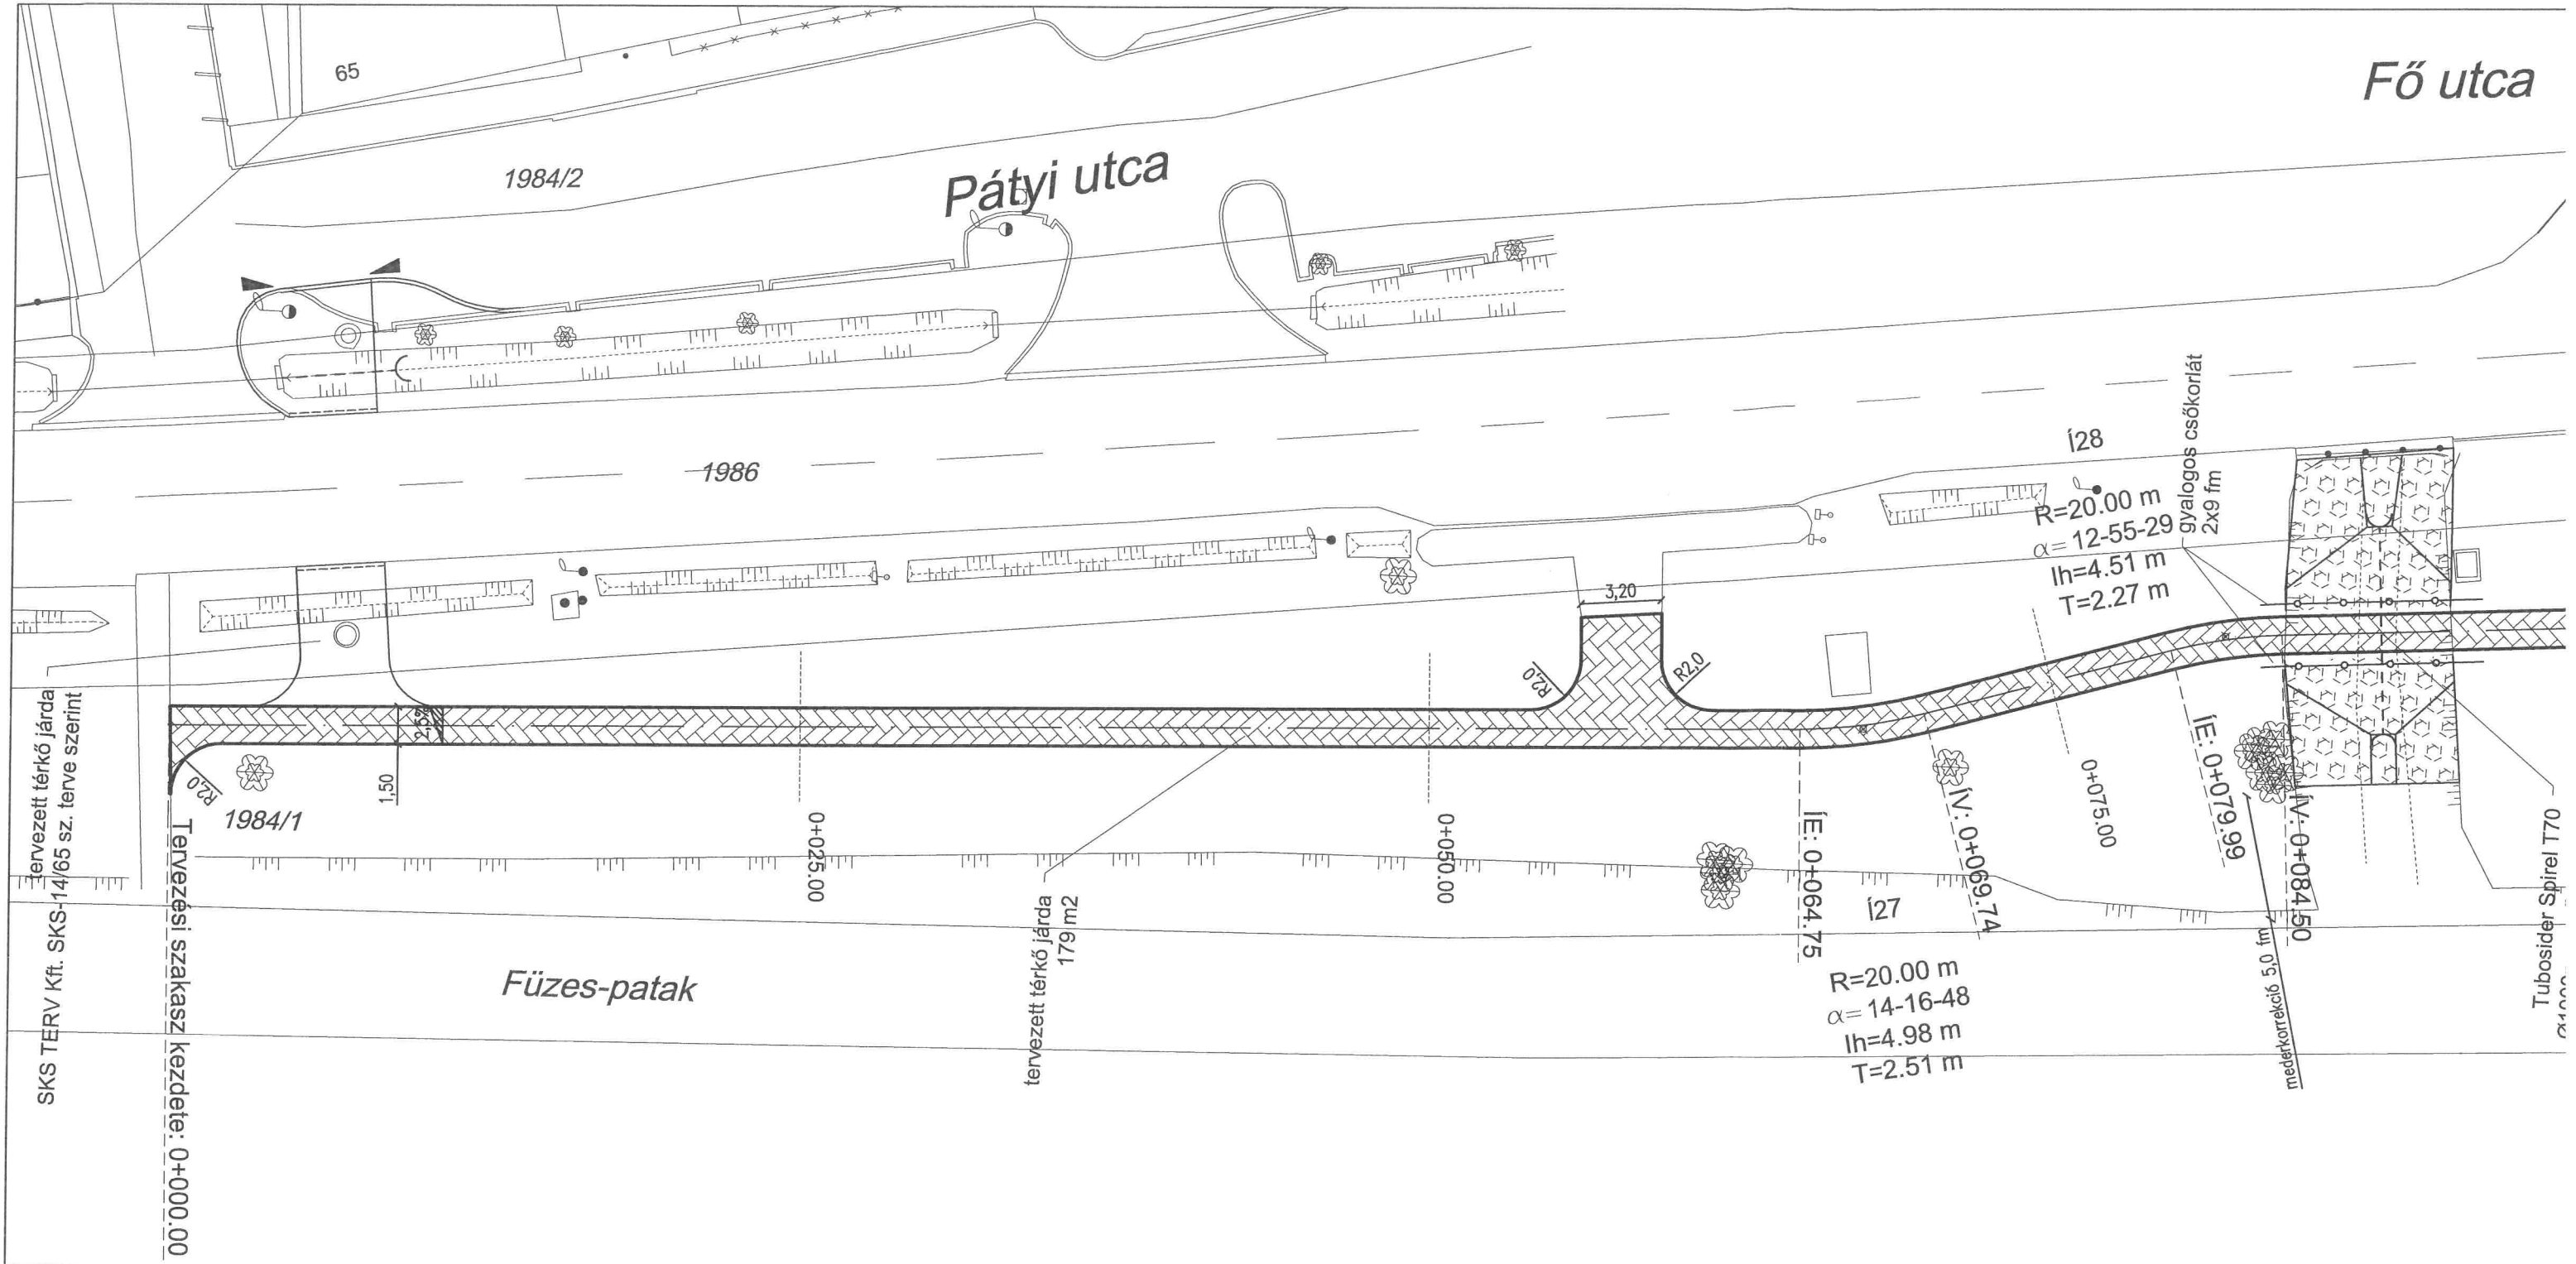 65
Fő utca
1984/2
Pátyi utca
1986
Í28
gyalogos csőkorlát
2x9 fm
R=20.00 m
α= 12-55-29
Ih=4.51 m
T=2.27 m
3,20
R2,0
R2,0
2,5%
1,50
R2,0
1984/1
tervezett térkő járda
SKS TERV Kft. SKS-14/65 sz. terve szerint
Tervezési szakasz kezdete: 0+000.00
0+025.00
0+050.00
tervezett térkő járda
179 m2
Füzes-patak
ÍE: 0+064.75
Í27
ÍV: 0+069.74
0+075.00
ÍE: 0+079.99
ÍV: 0+084.50
R=20.00 m
α= 14-16-48
Ih=4.98 m
T=2.51 m
mederkorrekció 5,0 fm
Tubosider Spirel T70